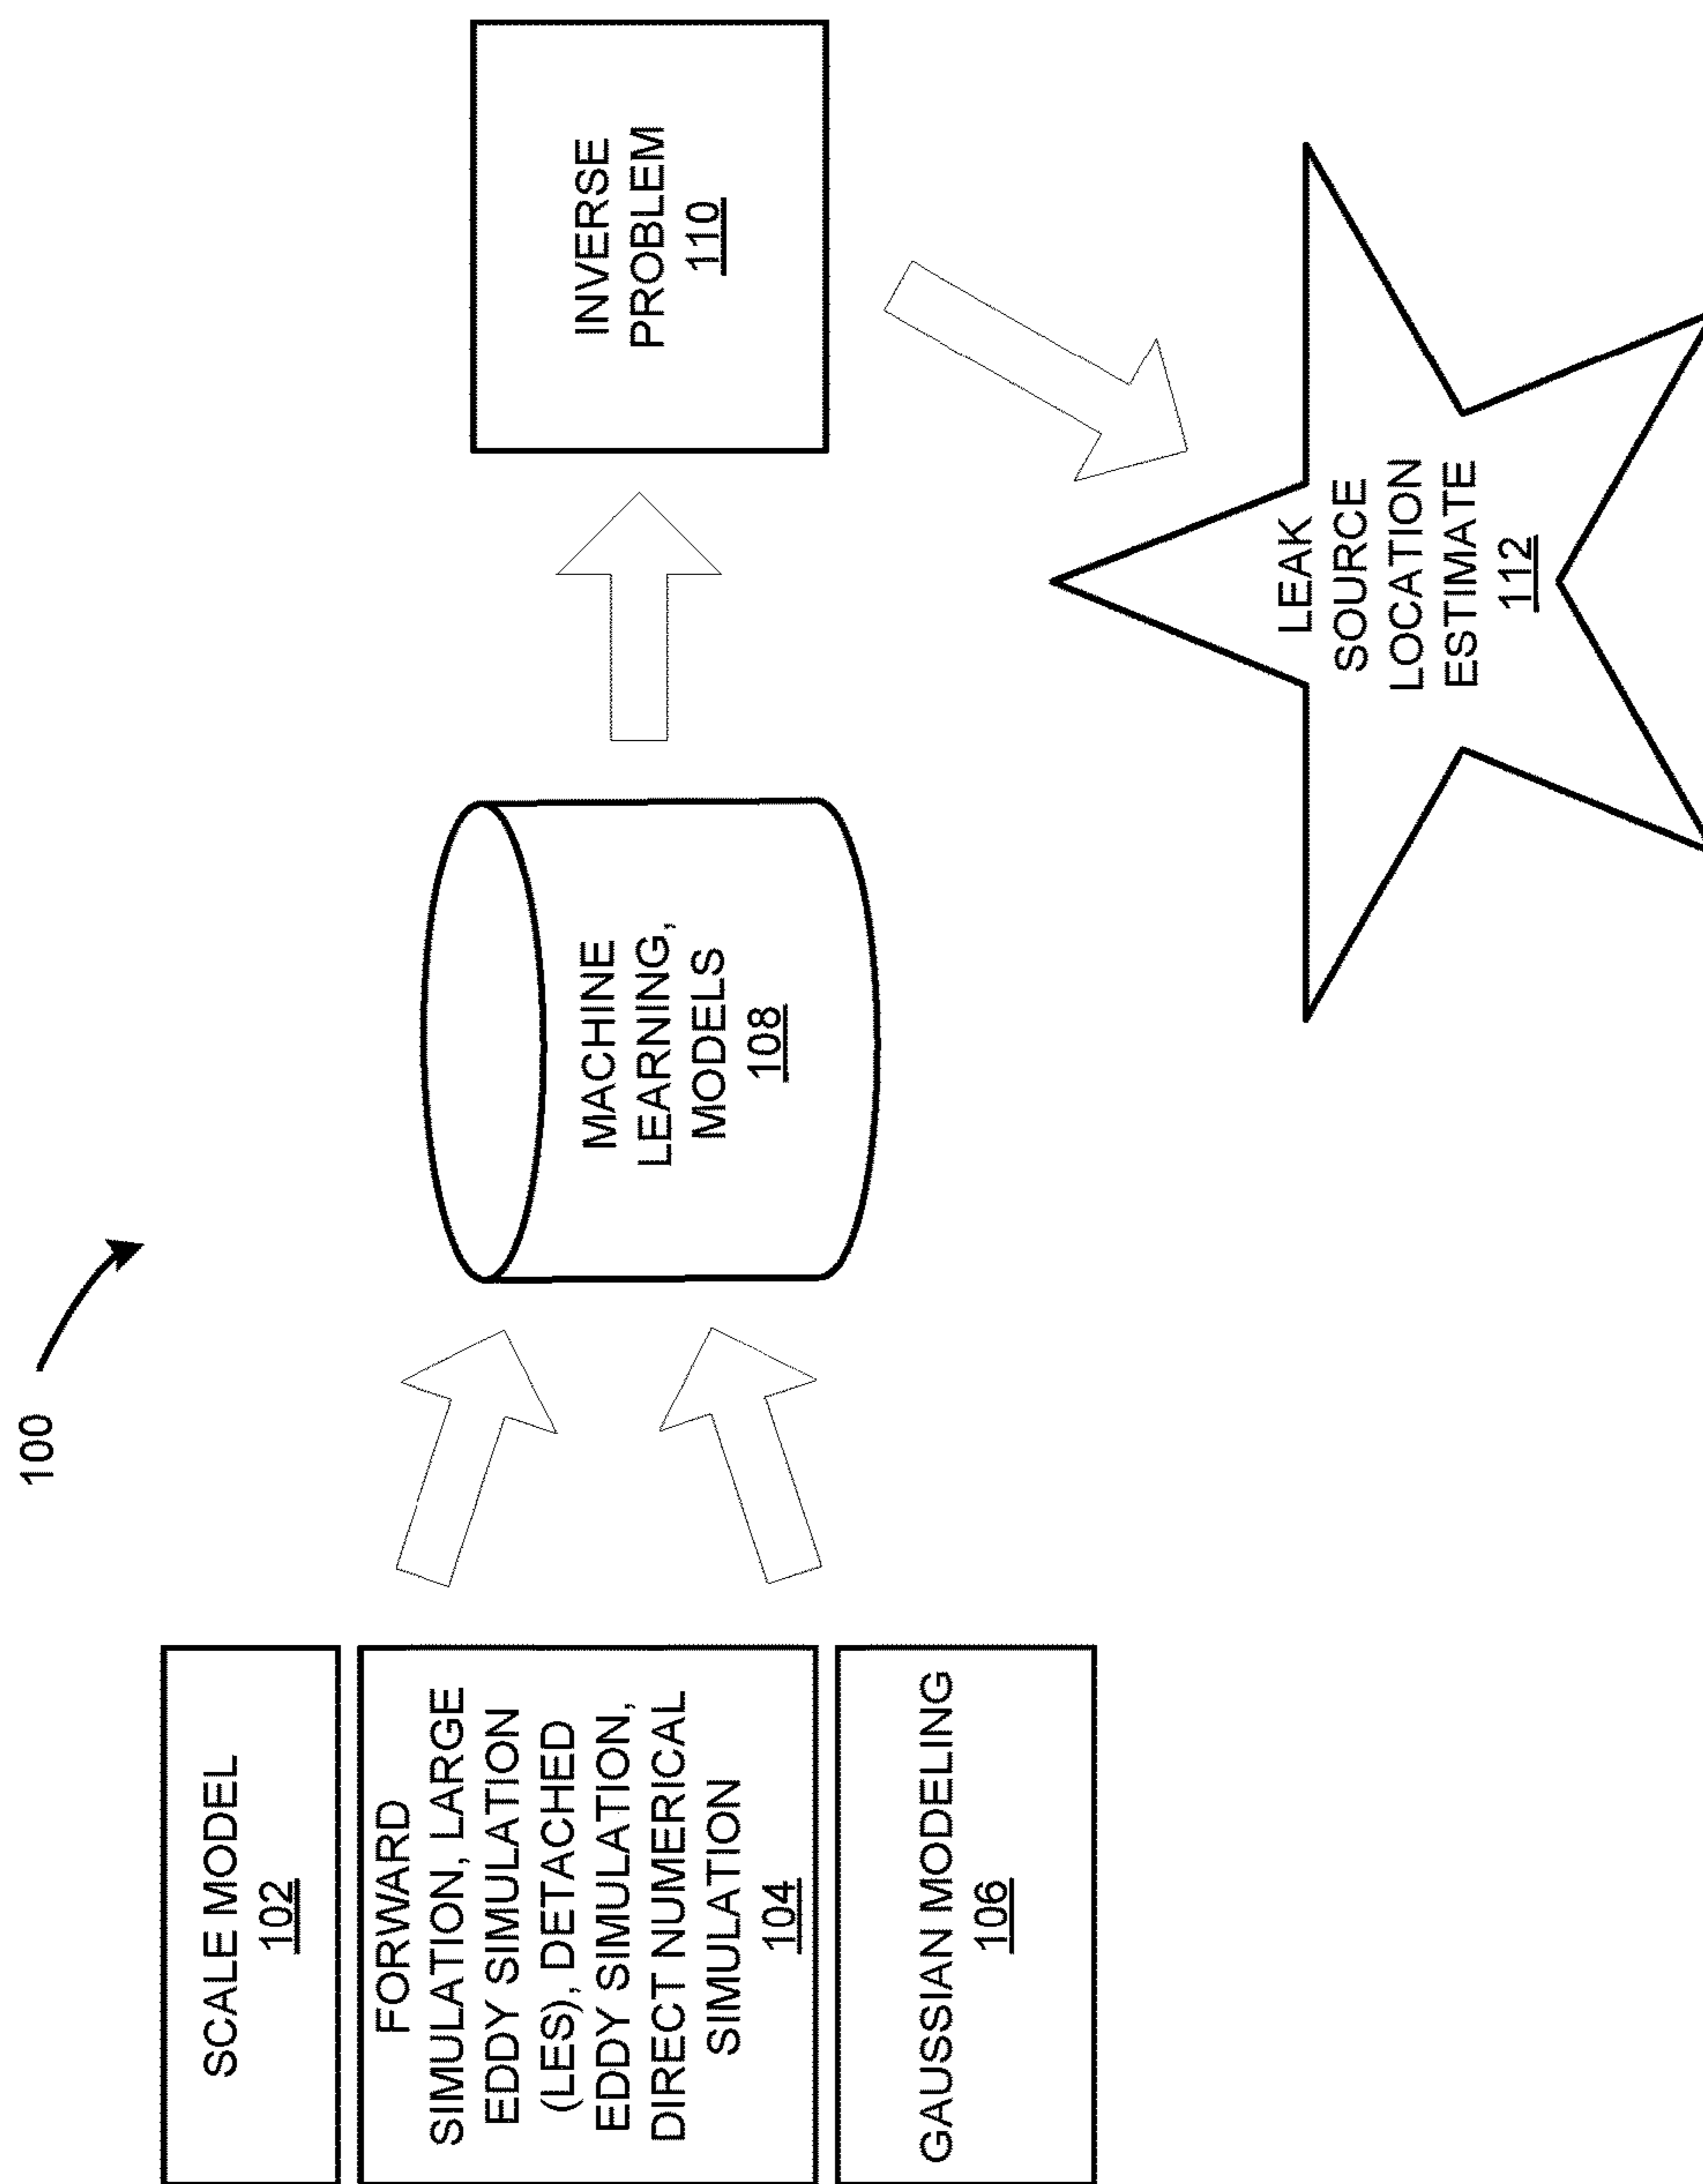 100
SCALE MODEL
102
FORWARD
SIMULATION, LARGE
EDDY SIMULATION
(LES), DETACHED
EDDY SIMULATION,
DIRECT NUMERICAL
SIMULATION
104
GAUSSIAN MODELING
106
MACHINE
LEARNING,
MODELS
108
INVERSE
PROBLEM
110
LEAK
SOURCE
LOCATION
ESTIMATE
112